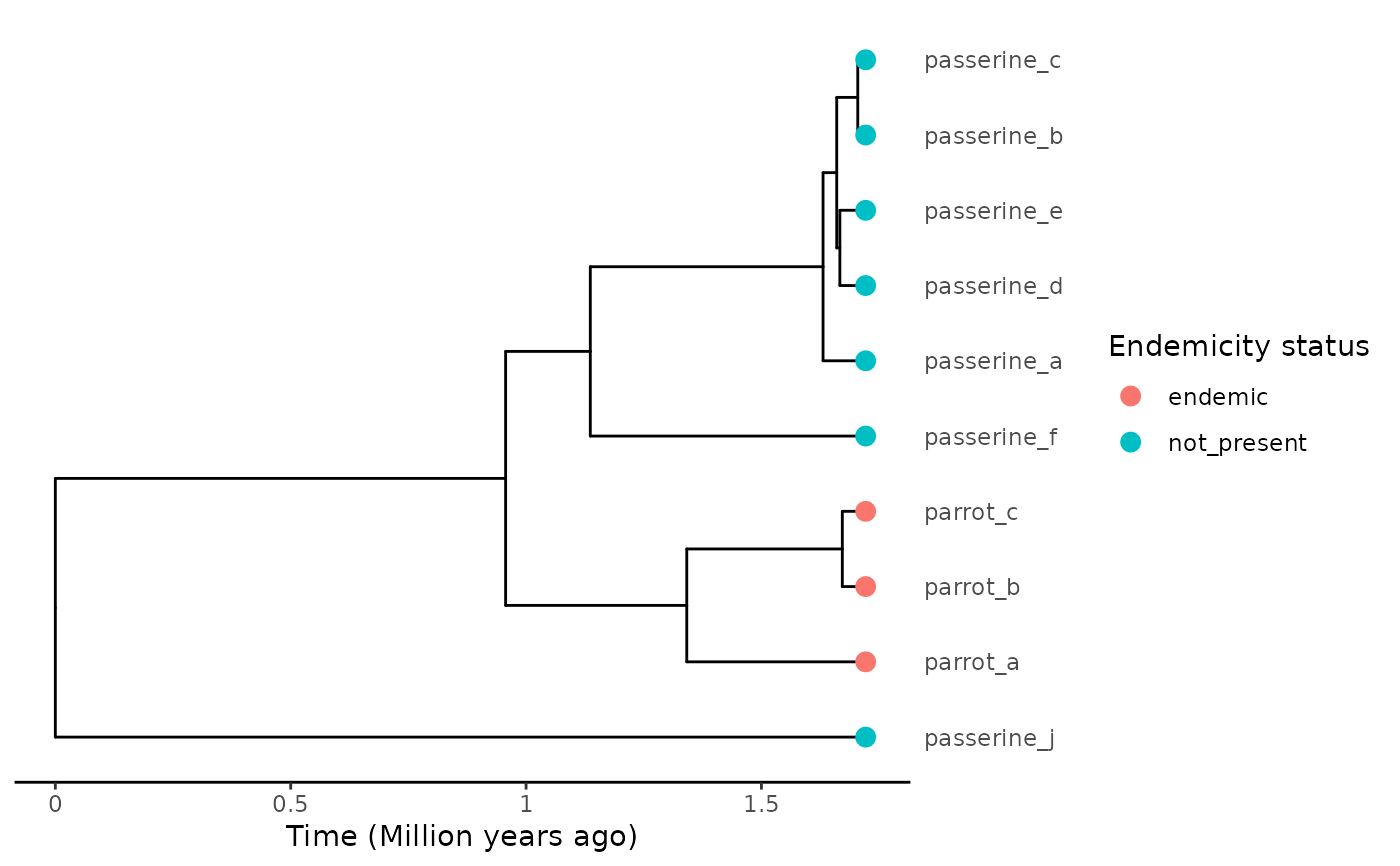 passerine_c
passerine_b
passerine_e
passerine_d
passerine_a
passerine_f
parrot_c
parrot_b
parrot_a
passerine_j
Endemicity status
endemic
not_present
0 0.5 1 1.5
Time (Million years ago)